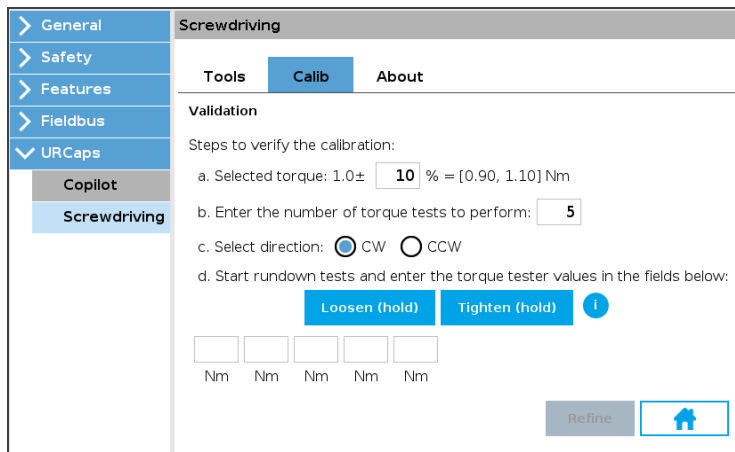 General
Safety
Features
Fieldbus
URCaps
Copilot
Screwdriving
Screwdriving
Tools Calib About
Validation
Steps to verify the calibration:
a. Selected torque: 1.0± 10 % = [0.90, 1.10] Nm
b. Enter the number of torque tests to perform: 5
c. Select direction: CW CCW
d. Start rundown tests and enter the torque tester values in the fields below:
Loosen (hold) Tighten (hold) i
Nm Nm Nm Nm Nm
Refine